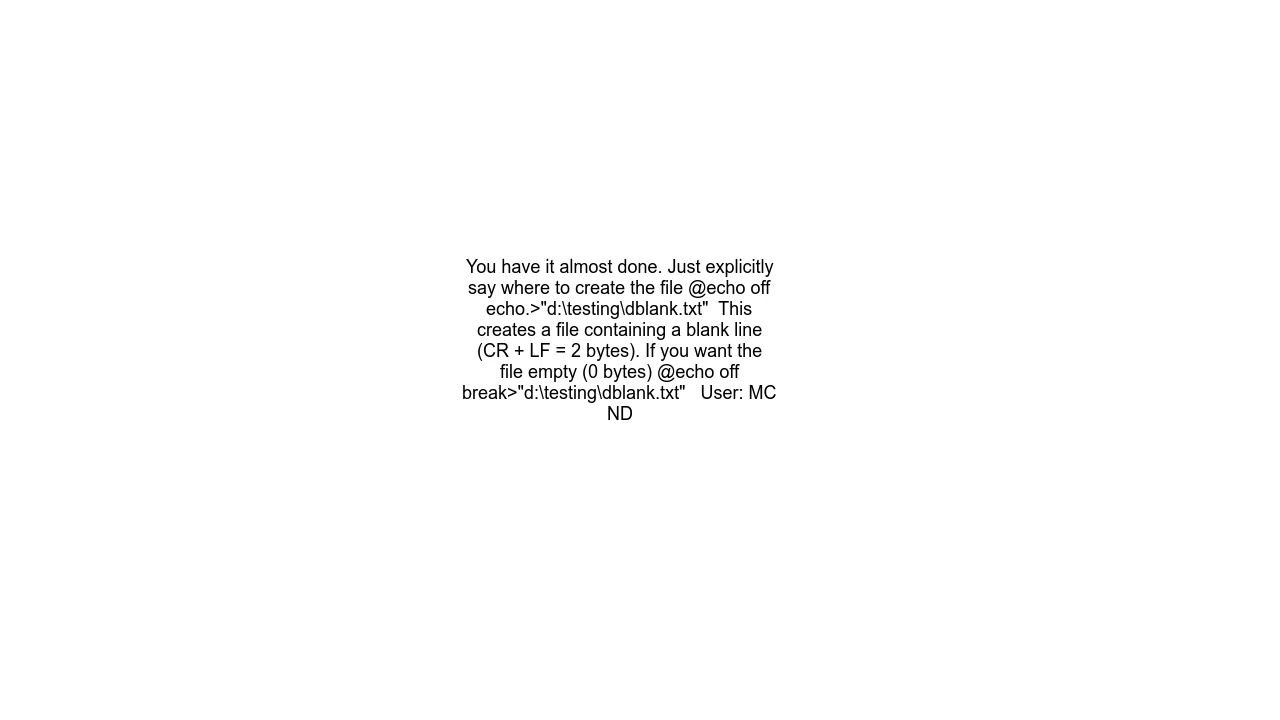 You have it almost done. Just explicitly
say where to create the file @echo off
echo.>"d:\testing\dblank.txt"  This
creates a file containing a blank line
(CR + LF = 2 bytes). If you want the
file empty (0 bytes) @echo off
break>"d:\testing\dblank.txt"   User: MC
ND